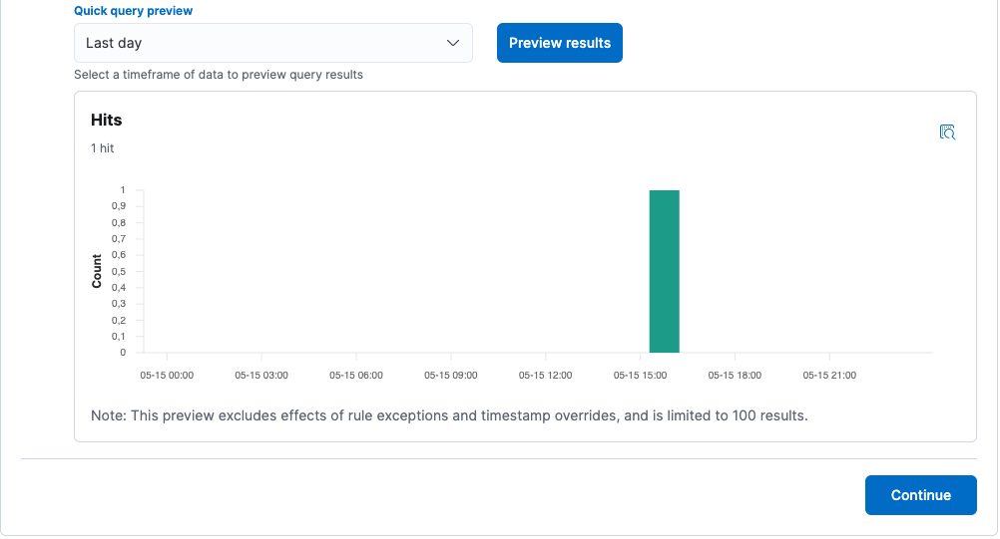 Quick query preview
Last day
Preview results
Select a timeframe of data to preview query results
Hits
1 hit
Count
1
0,9
0,8
0,7
0,6
0,5
0,4
0,3
0,2
0,1
0
05-15 00:00
05-15 03:00
05-15 06:00
05-15 09:00
05-15 12:00
05-15 15:00
05-15 18:00
05-15 21:00
Note: This preview excludes effects of rule exceptions and timestamp overrides, and is limited to 100 results.
Continue